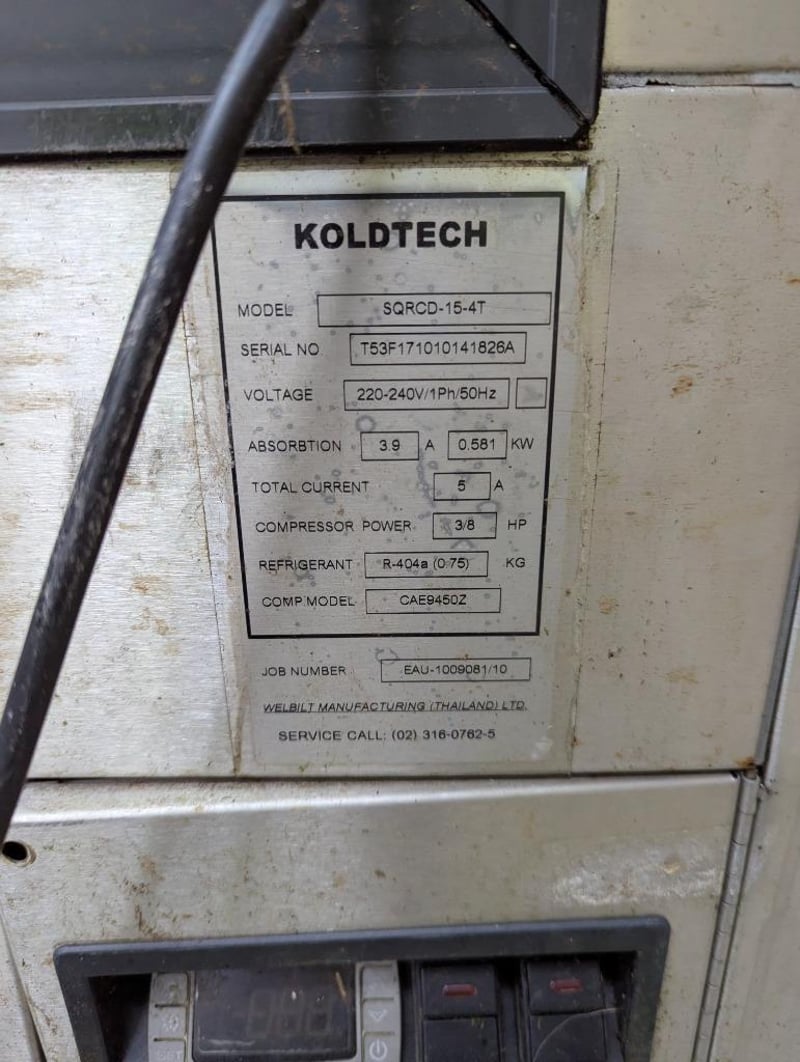 KOLDTECH
MODEL SQRCD-15-4T
SERIAL NO T53F171010141826A
VOLTAGE 220-240V/1Ph/50Hz
ABSORBTION 3.9 A 0.581 KW
TOTAL CURRENT 5 A
COMPRESSOR POWER 3/8 HP
REFRIGERANT R-404a (0.75) KG
COMP.MODEL CAE9450Z
JOB NUMBER EAU-1009081/10
WELBILT MANUFACTURING (THAILAND) LTD.
SERVICE CALL: (02) 316-0762-5